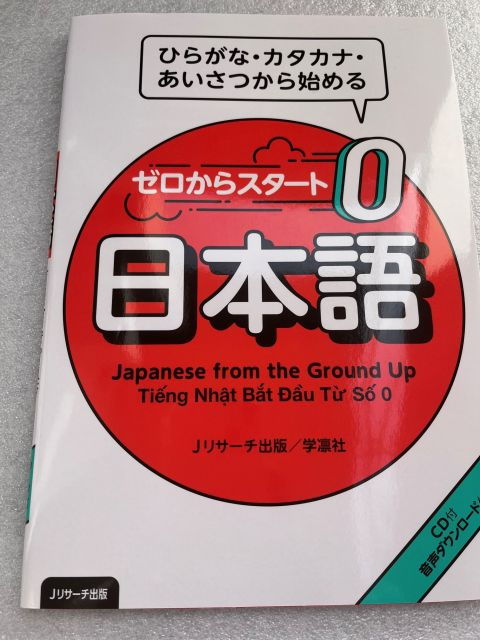 ひらがな・カタカナ・
あいさつから始める
ゼロからスタート
0
日本語
Japanese from the Ground Up
Tiếng Nhật Bắt Đầu Từ Số 0
Jリサーチ出版／学凛社
CD付
音声ダウンロード
Jリサーチ出版